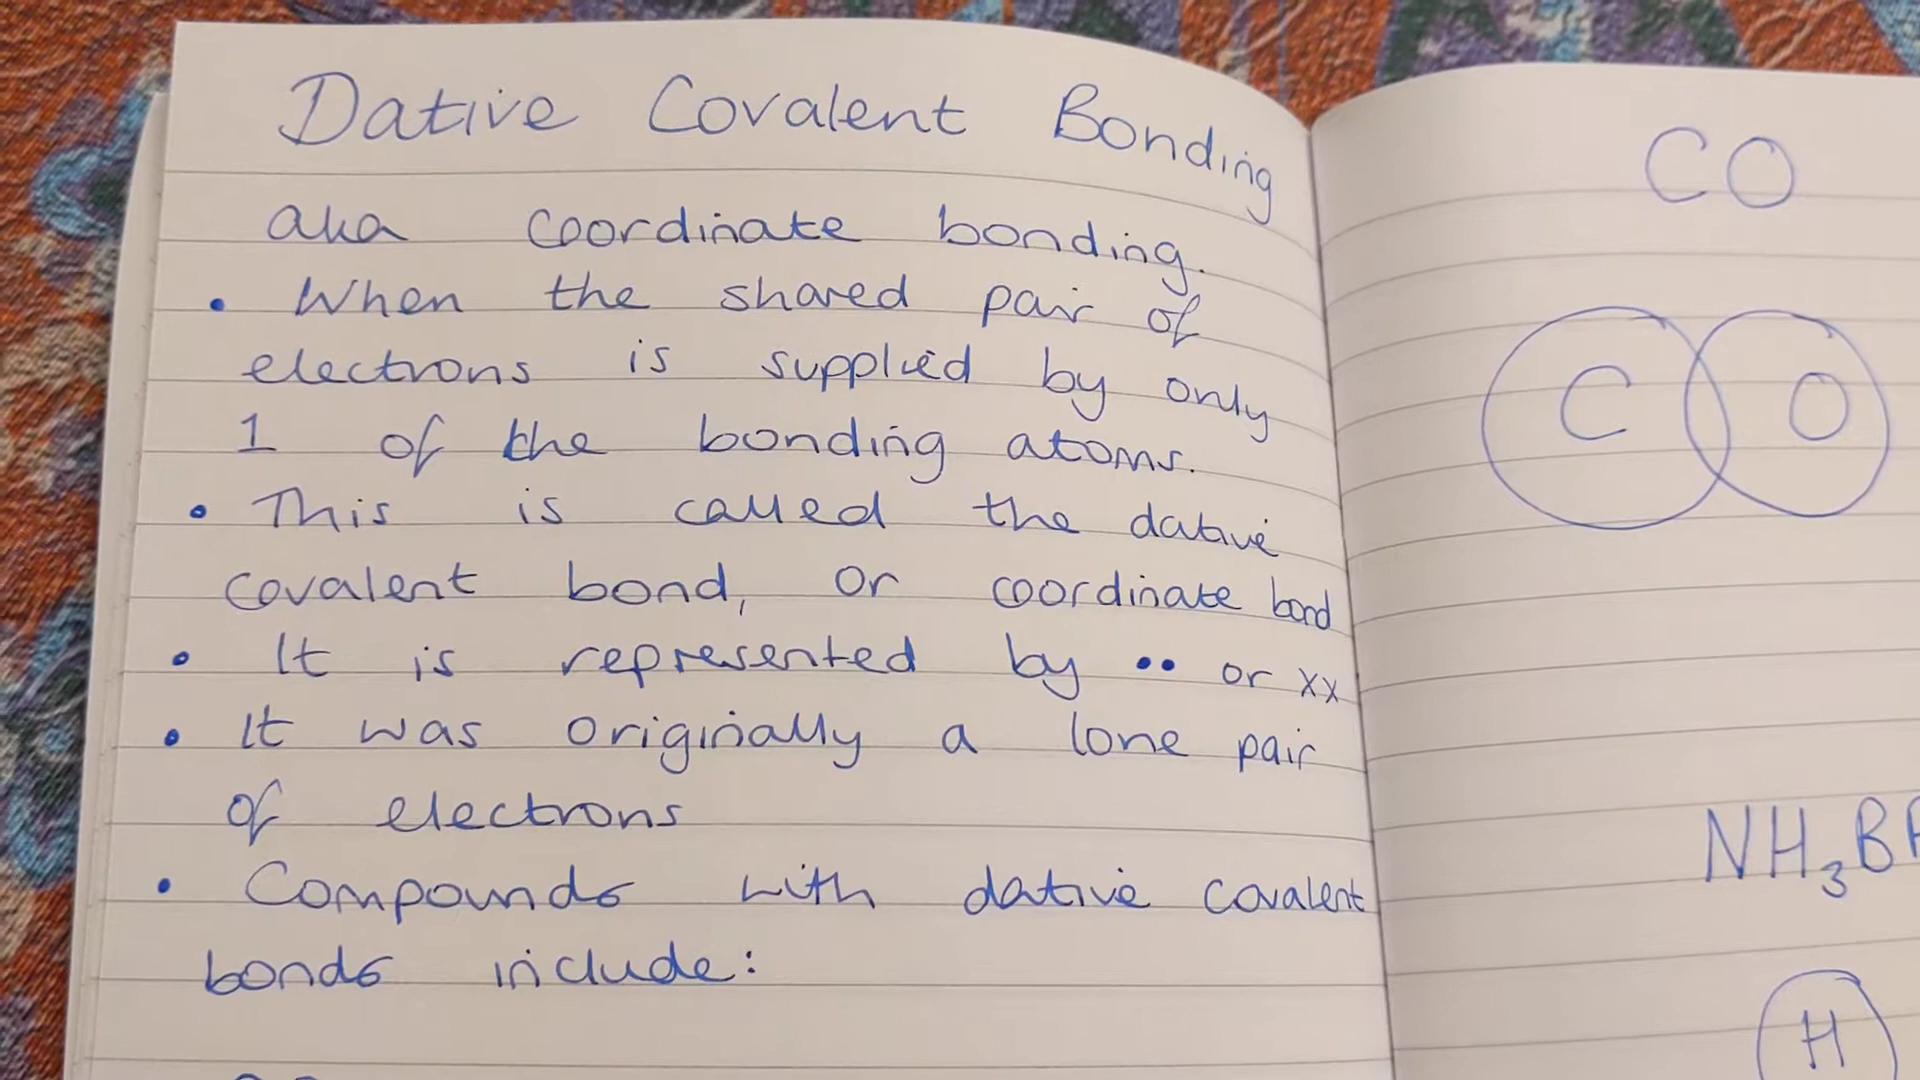 Dative Covalent Bonding
aka coordinate bonding.
• When the shared pair of
electrons is supplied by only
1 of the bonding atoms.
• This is called the dative
covalent bond, or coordinate bond
• It is represented by •• or xx
• It was originally a lone pair
of electrons
• Compounds with dative covalent
bonds include:
CO
C O
NH₃B
H